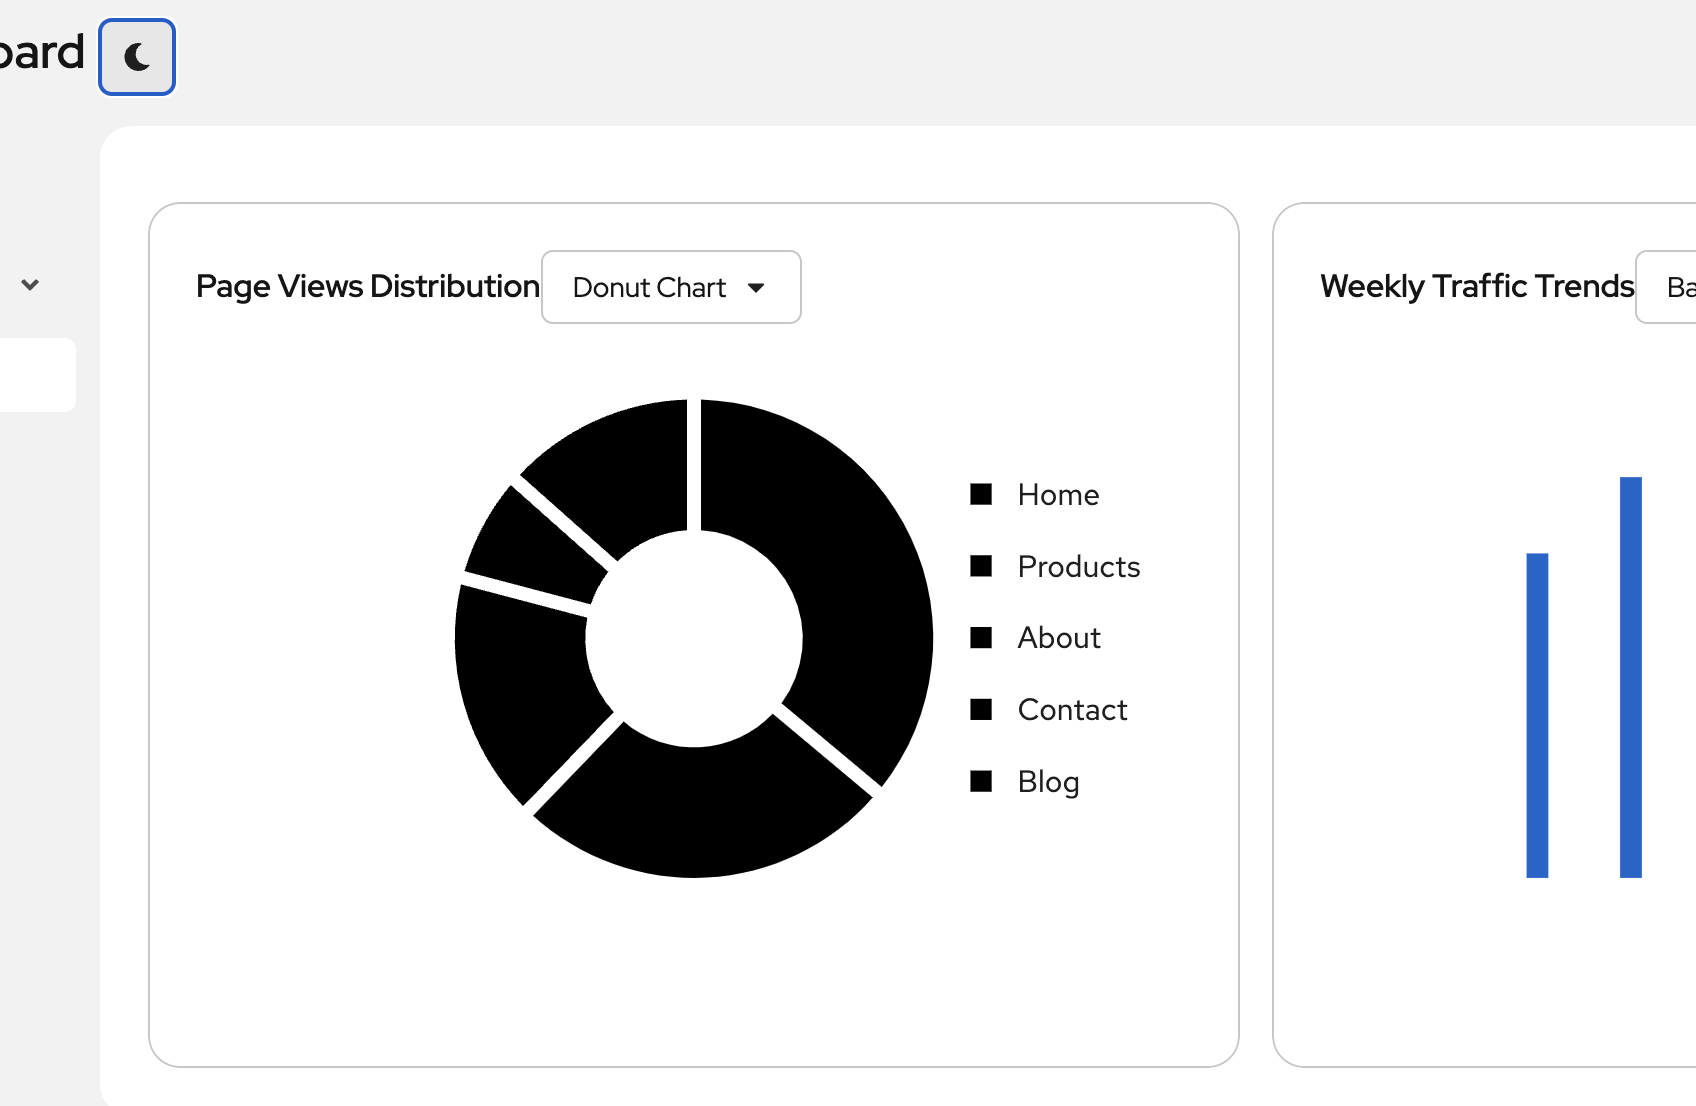 oard
Page Views Distribution
Donut Chart
Home
Products
About
Contact
Blog
Weekly Traffic Trends
Ba